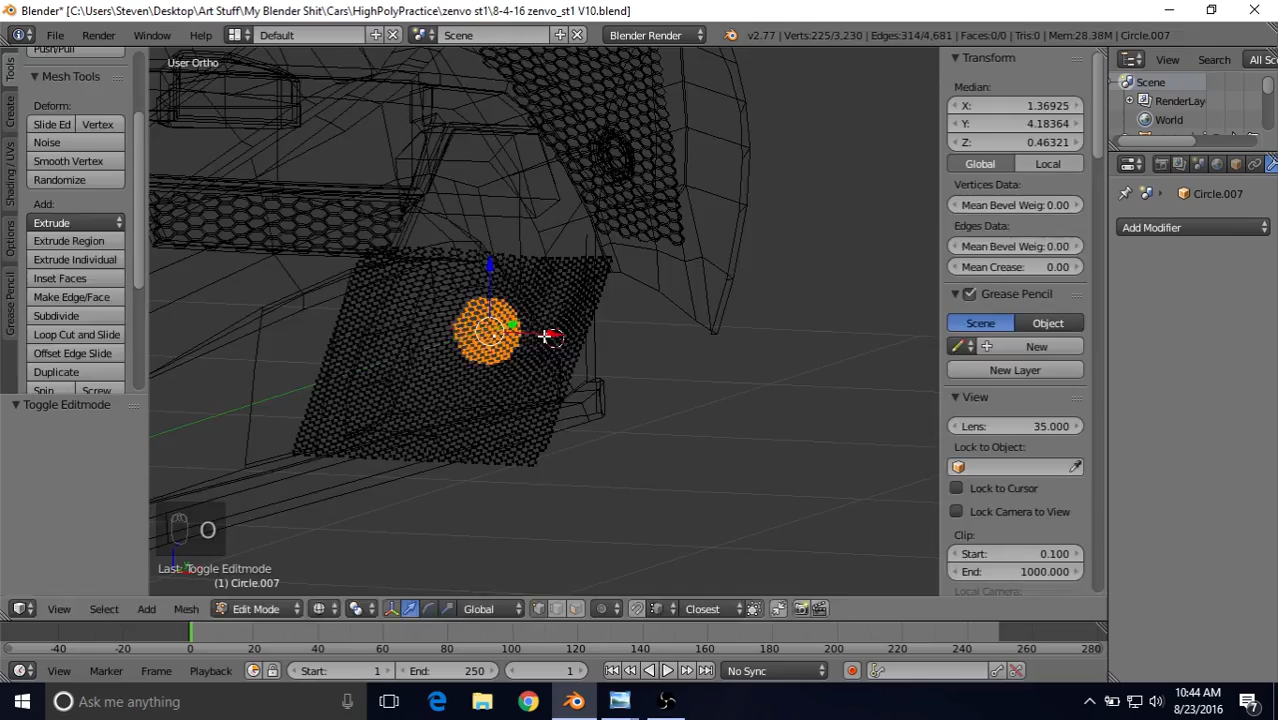 Blender* [C:\Users\Steven\Desktop\Art Stuff\My Blender Shit\Cars\HighPolyPractice\zenvo st1\8-4-16 zenvo_st1 V10.blend]
File Render Window Help Default Scene Blender Render v2.77 | Verts:225/3,230 | Edges:314/4,681 | Faces:0/0 | Tris:0 | Mem:28.38M | Circle.007
Push/Pull
Mesh Tools
Deform:
Slide Ed Vertex
Noise
Smooth Vertex
Randomize
Add:
Extrude
Extrude Region
Extrude Individual
Inset Faces
Make Edge/Face
Subdivide
Loop Cut and Slide
Offset Edge Slide
Duplicate
Spin Screw
Toggle Editmode
Tools
Create
Shading / UVs
Options
Grease Pencil
User Ortho
O
Last: Toggle Editmode
(1) Circle.007
Transform
Median:
X: 1.36925
Y: 4.18364
Z: 0.46321
Global Local
Vertices Data:
Mean Bevel Weig: 0.00
Edges Data:
Mean Bevel Weig: 0.00
Mean Crease: 0.00
Grease Pencil
Scene Object
New
New Layer
View
Lens: 35.000
Lock to Object:
Lock to Cursor
Lock Camera to View
Clip:
Start: 0.100
End: 1000.000
Local Camera:
View Search All Sc
Scene
RenderLay
World
Circle.007
Add Modifier
View Select Add Mesh Edit Mode Global Closest
-40 -20 0 20 40 60 80 100 120 140 160 180 200 220 240 260 280
View Marker Frame Playback Start: 1 End: 250 1 No Sync
Ask me anything
10:44 AM
8/23/2016
7